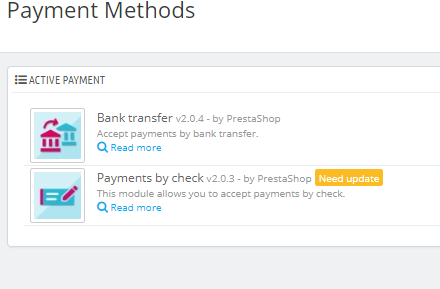 Payment Methods
ACTIVE PAYMENT
Bank transfer v2.0.4 - by PrestaShop
Accept payments by bank transfer.
Read more
Payments by check v2.0.3 - by PrestaShop Need update
This module allows you to accept payments by check.
Read more